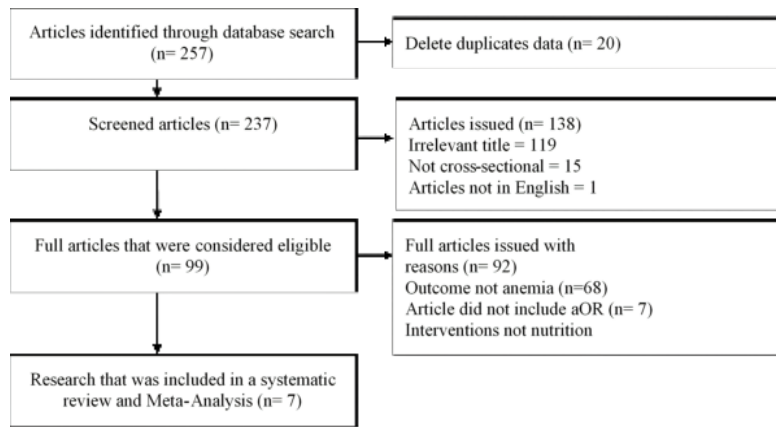 Articles identified through database search
(n= 257)
Delete duplicates data (n= 20)
Screened articles (n= 237)
Articles issued (n= 138)
Irrelevant title = 119
Not cross-sectional = 15
Articles not in English = 1
Full articles that were considered eligible
(n= 99)
Full articles issued with
reasons (n= 92)
Outcome not anemia (n=68)
Article did not include aOR (n= 7)
Interventions not nutrition
Research that was included in a systematic
review and Meta-Analysis (n= 7)